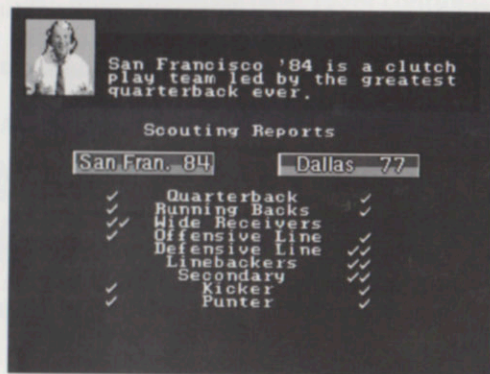 San Francisco '84 is a clutch
play team led by the greatest
quarterback ever.
Scouting Reports
San Fran. 84 Dallas 77
Quarterback
Running Backs
Wide Receivers
Offensive Line
Defensive Line
Linebackers
Secondary
Kicker
Punter